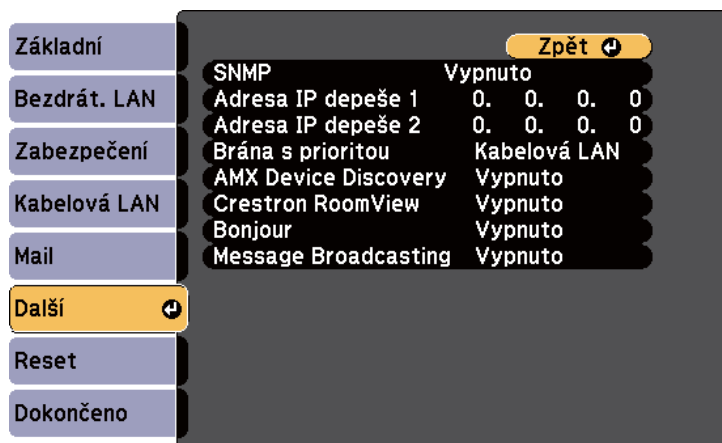 Základní
Bezdrát. LAN
Zabezpečení
Kabelová LAN
Mail
Další
Reset
Dokončeno
Zpět
SNMP Vypnuto
Adresa IP depeše 1 0. 0. 0. 0
Adresa IP depeše 2 0. 0. 0. 0
Brána s prioritou Kabelová LAN
AMX Device Discovery Vypnuto
Crestron RoomView Vypnuto
Bonjour Vypnuto
Message Broadcasting Vypnuto